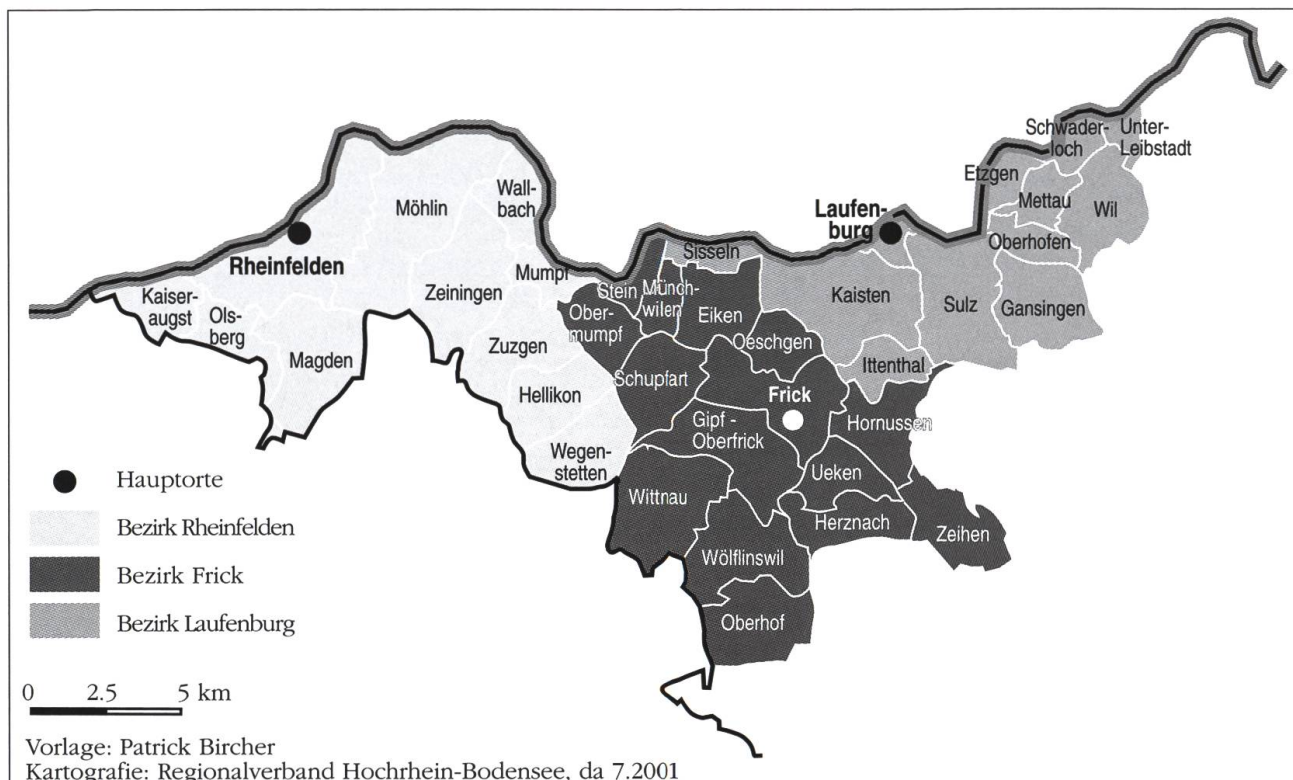 Schwader-
loch
Unter-
Leibstadt
Etzgen
Mettau
Wil
Wall-
bach
Möhlin
Laufen-
burg
Oberhofen
Rheinfelden
Sisseln
Mumpf
Kaiser-
augst
Ols-
berg
Zeiningen
Stein
Münch-
wilen
Kaisten
Sulz
Gansingen
Ober-
mumpf
Eiken
Oeschgen
Magden
Zuzgen
Ittenthal
Schupfart
Hellikon
Frick
Gipf -
Oberfrick
Hornussen
Wegen-
stetten
Ueken
Wittnau
Herznach
Zeihen
Wölflinswil
Oberhof
Hauptorte
Bezirk Rheinfelden
Bezirk Frick
Bezirk Laufenburg
0 2.5 5 km
Vorlage: Patrick Bircher
Kartografie: Regionalverband Hochrhein-Bodensee, da 7.2001